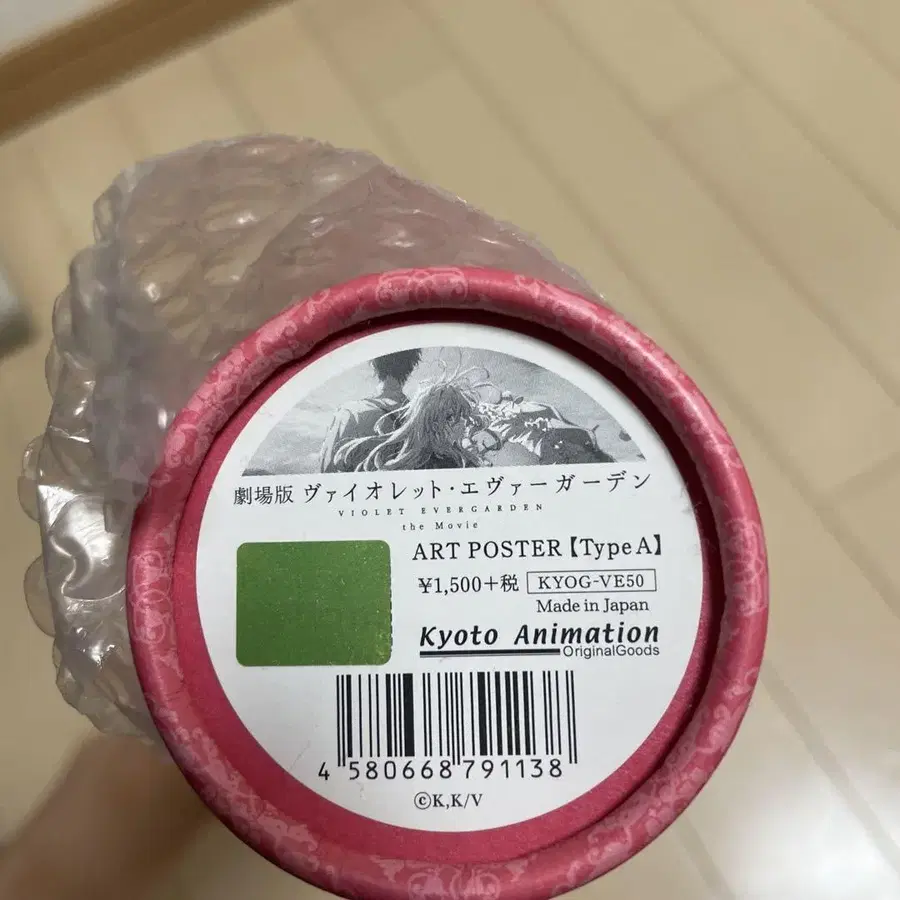 劇場版 ヴァイオレット・エヴァーガーデン
VIOLET EVERGARDEN
the Movie
ART POSTER【Type A】
¥1,500+税 KYOG-VE50
Made in Japan
Kyoto Animation
OriginalGoods
4 580668 791138
©K,K/V